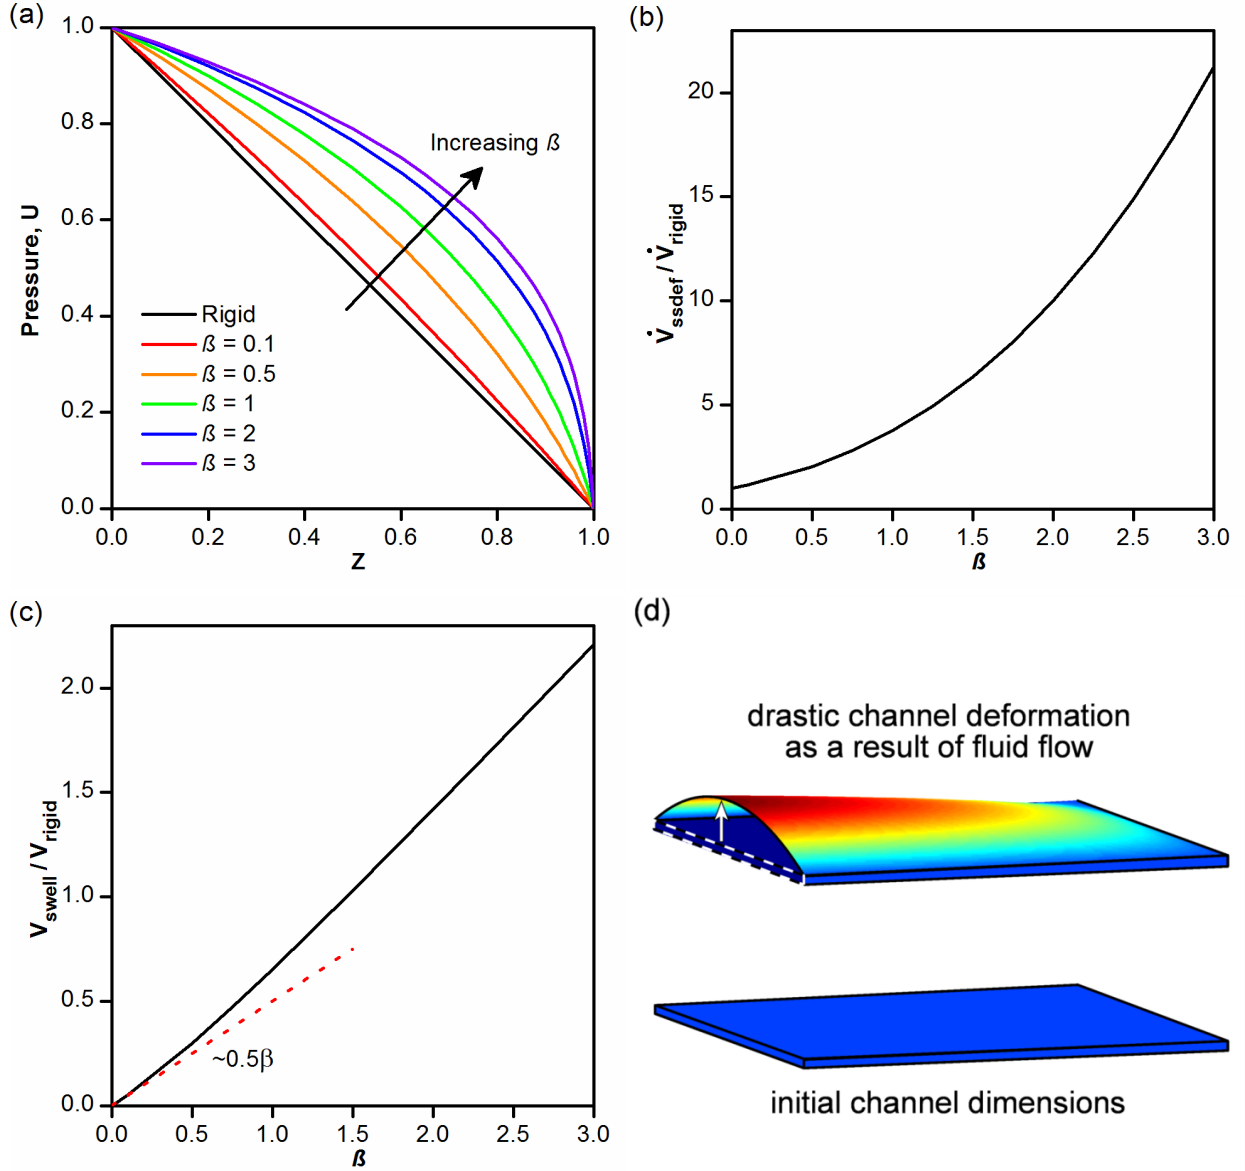 (a)
1.0
0.8
0.6
0.4
0.2
0.0
Pressure, U
Increasing ß
Rigid
ß = 0.1
ß = 0.5
ß = 1
ß = 2
ß = 3
0.0 0.2 0.4 0.6 0.8 1.0
Z
(b)
20
15
10
5
0
V̇ssdef / V̇rigid
0.0 0.5 1.0 1.5 2.0 2.5 3.0
ß
(c)
2.0
1.5
1.0
0.5
0.0
Vswell / Vrigid
~0.5β
0.0 0.5 1.0 1.5 2.0 2.5 3.0
ß
(d)
drastic channel deformation
as a result of fluid flow
initial channel dimensions